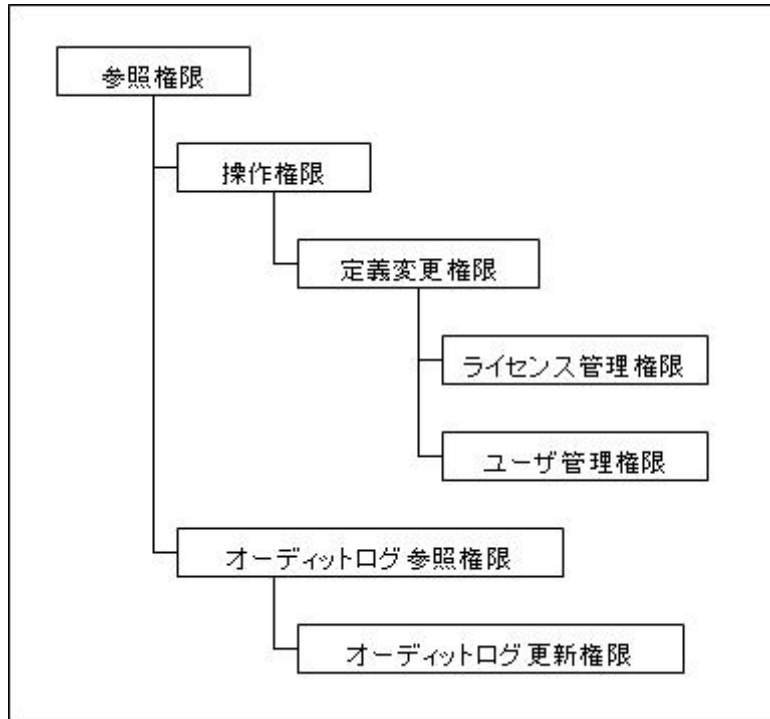 参照権限
操作権限
定義変更権限
ライセンス管理権限
ユーザ管理権限
オーディットログ参照権限
オーディットログ更新権限